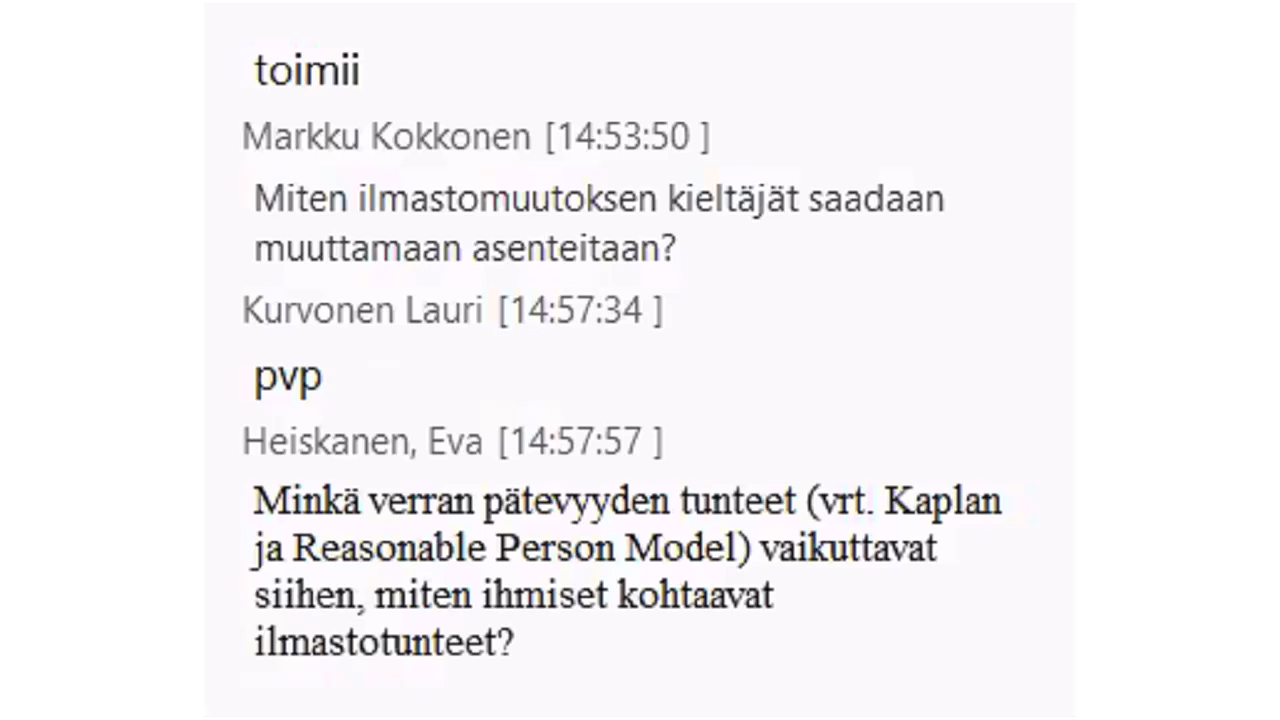 toimii
Markku Kokkonen [14:53:50 ]
Miten ilmastomuutoksen kieltäjät saadaan
muuttamaan asenteitaan?
Kurvonen Lauri [14:57:34 ]
pvp
Heiskanen, Eva [14:57:57 ]
Minkä verran pätevyyden tunteet (vrt. Kaplan
ja Reasonable Person Model) vaikuttavat
siihen, miten ihmiset kohtaavat
ilmastotunteet?